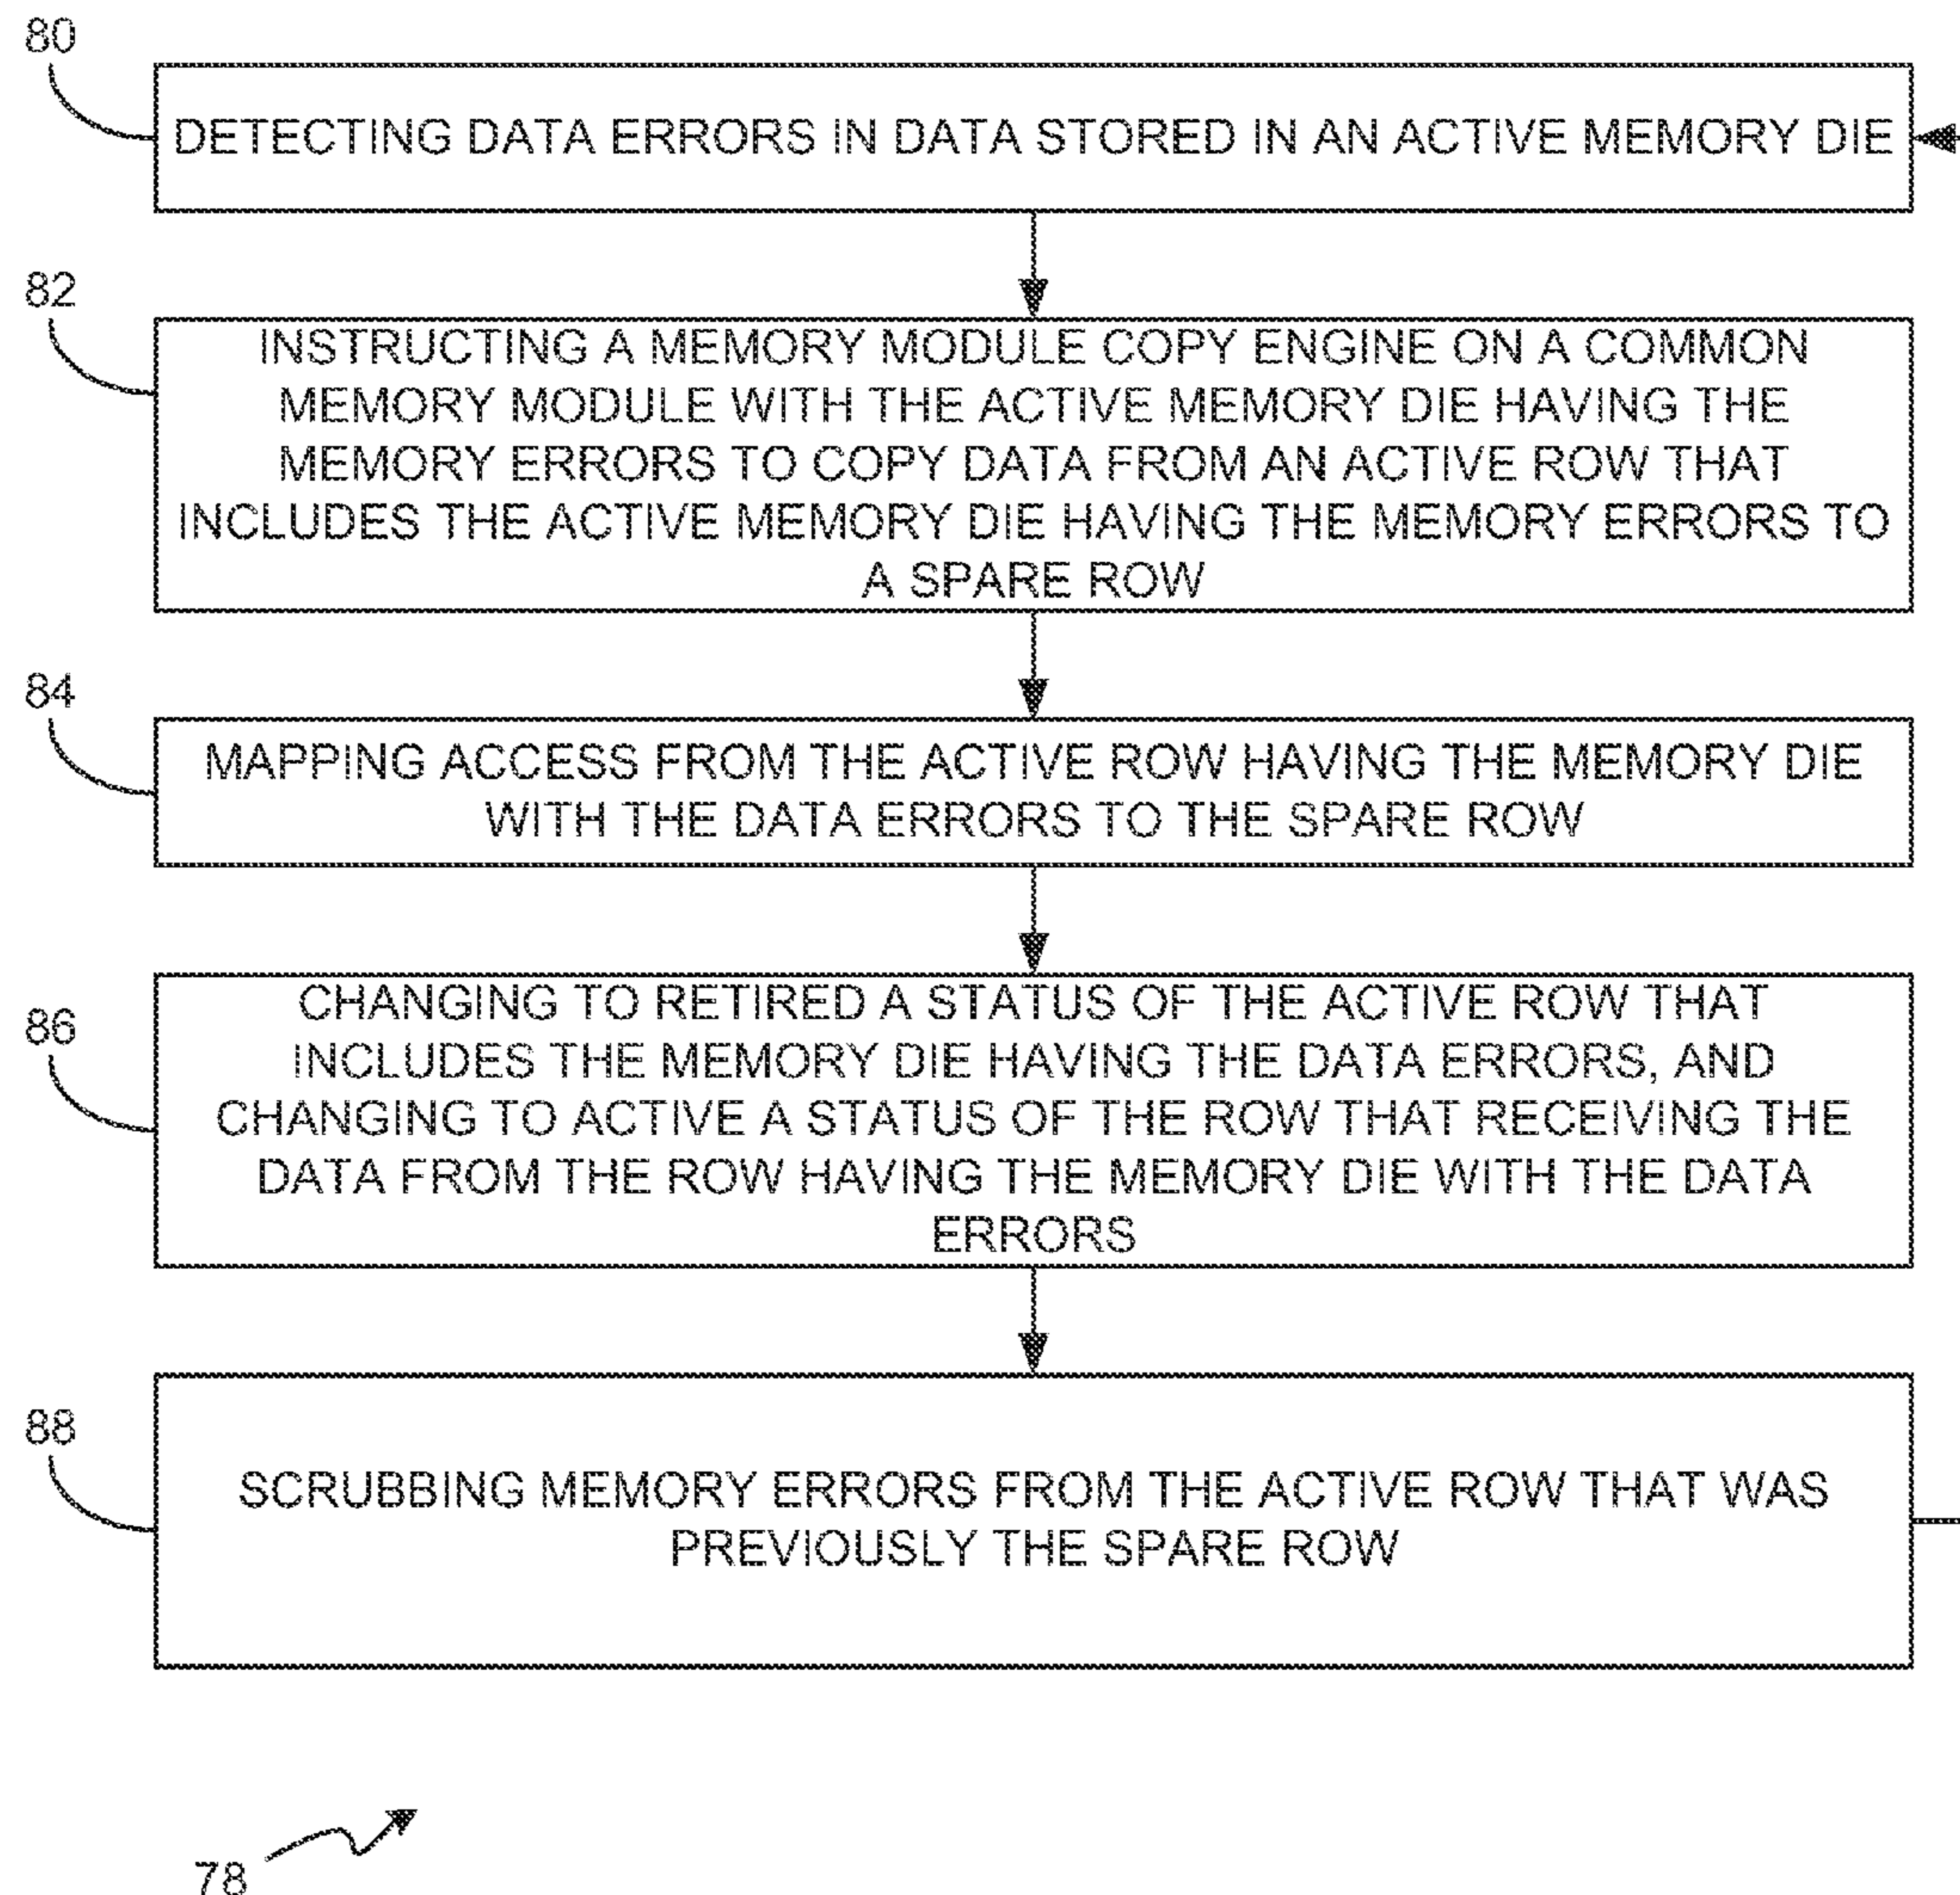 80
DETECTING DATA ERRORS IN DATA STORED IN AN ACTIVE MEMORY DIE
82
INSTRUCTING A MEMORY MODULE COPY ENGINE ON A COMMON
MEMORY MODULE WITH THE ACTIVE MEMORY DIE HAVING THE
MEMORY ERRORS TO COPY DATA FROM AN ACTIVE ROW THAT
INCLUDES THE ACTIVE MEMORY DIE HAVING THE MEMORY ERRORS TO
A SPARE ROW
84
MAPPING ACCESS FROM THE ACTIVE ROW HAVING THE MEMORY DIE
WITH THE DATA ERRORS TO THE SPARE ROW
86
CHANGING TO RETIRED A STATUS OF THE ACTIVE ROW THAT
INCLUDES THE MEMORY DIE HAVING THE DATA ERRORS, AND
CHANGING TO ACTIVE A STATUS OF THE ROW THAT RECEIVING THE
DATA FROM THE ROW HAVING THE MEMORY DIE WITH THE DATA
ERRORS
88
SCRUBBING MEMORY ERRORS FROM THE ACTIVE ROW THAT WAS
PREVIOUSLY THE SPARE ROW
78